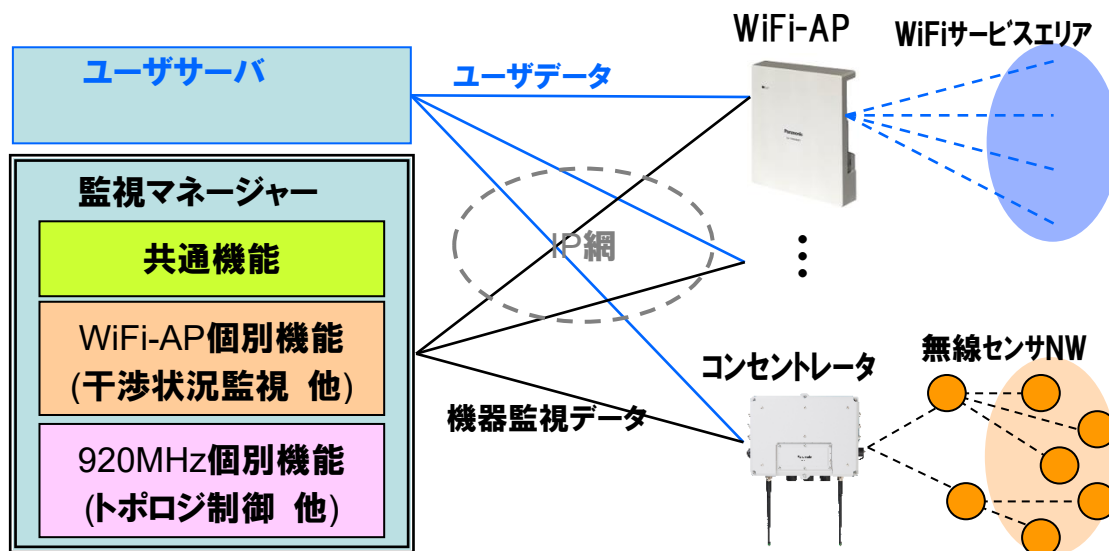 ユーザサーバ
監視マネージャー
共通機能
WiFi-AP個別機能
(干渉状況監視 他)
920MHz個別機能
(トポロジ制御 他)
ユーザデータ
IP網
機器監視データ
WiFi-AP
Panasonic
コンセントレータ
WiFiサービスエリア
無線センサNW